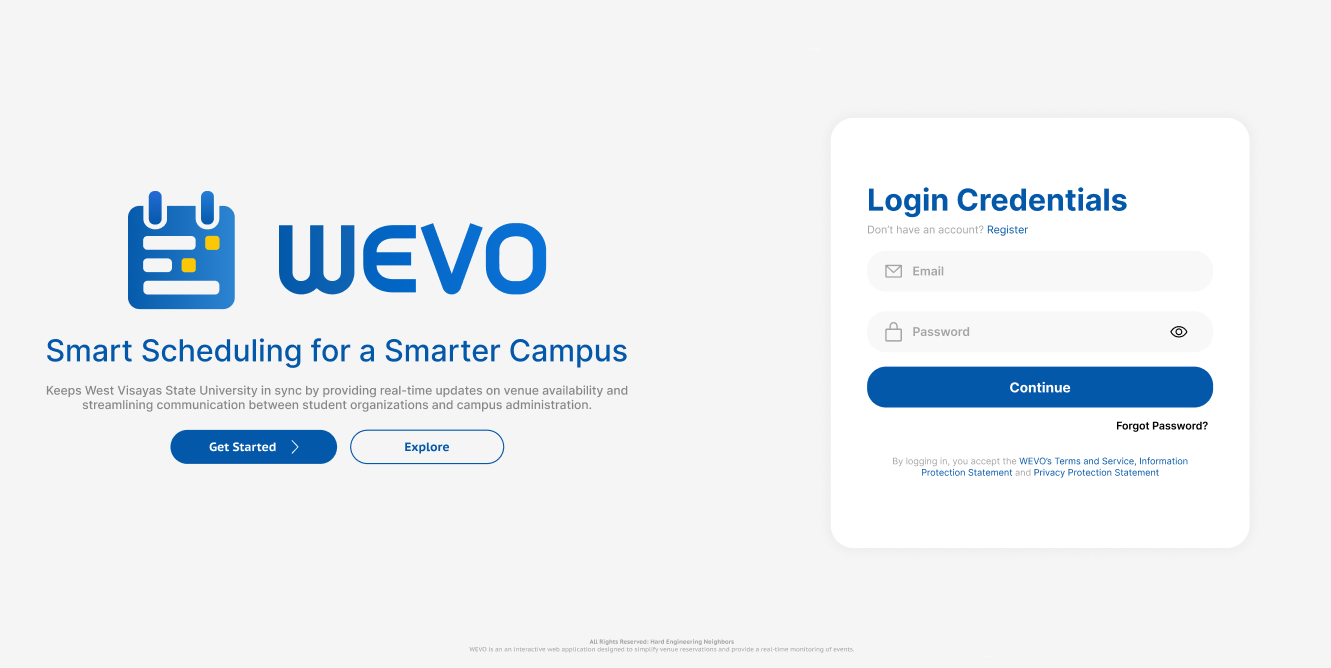 WEVO
Smart Scheduling for a Smarter Campus
Keeps West Visayas State University in sync by providing real-time updates on venue availability and
streamlining communication between student organizations and campus administration.
Get Started
Explore
Login Credentials
Don't have an account? Register
Email
Password
Continue
Forgot Password?
By logging in, you accept the WEVO's Terms and Service, Information
Protection Statement and Privacy Protection Statement
All Rights Reserved: Hard Engineering Neighbors
WEVO is an an interactive web application designed to simplify venue reservations and provide a real-time monitoring of events.